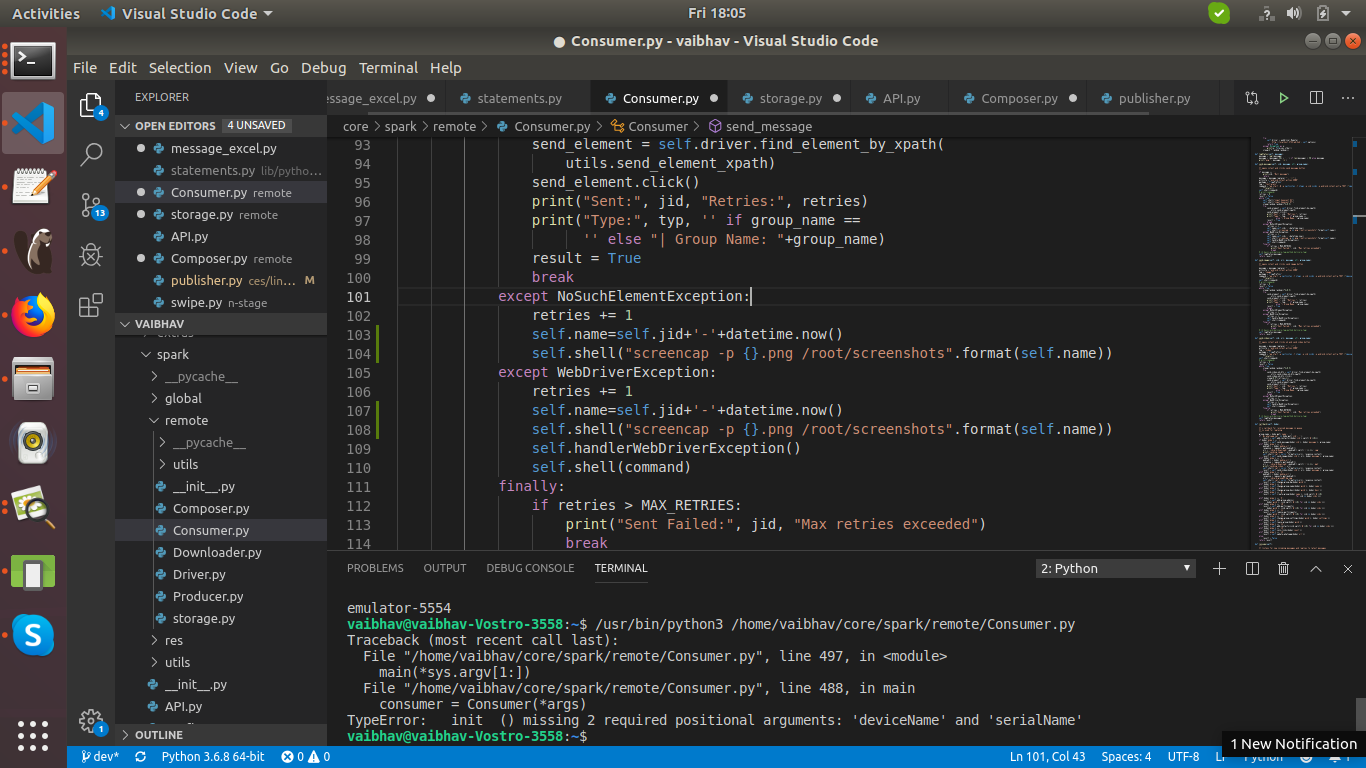 Activities Visual Studio Code Fri 18:05
Consumer.py - vaibhav - Visual Studio Code
File Edit Selection View Go Debug Terminal Help
EXPLORER
essage_excel.py statements.py Consumer.py storage.py API.py Composer.py publisher.py
OPEN EDITORS 4 UNSAVED
message_excel.py
statements.py lib/pytho...
Consumer.py remote
storage.py remote
API.py
Composer.py remote
publisher.py ces/lin... M
swipe.py n-stage
VAIBHAV
spark
__pycache__
global
remote
__pycache__
utils
__init__.py
Composer.py
Consumer.py
Downloader.py
Driver.py
Producer.py
storage.py
res
utils
__init__.py
API.py
OUTLINE
4
13
1
core > spark > remote > Consumer.py > Consumer > send_message
93 send_element = self.driver.find_element_by_xpath(
94 utils.send_element_xpath)
95 send_element.click()
96 print("Sent:", jid, "Retries:", retries)
97 print("Type:", typ, '' if group_name ==
98 '' else "| Group Name: "+group_name)
99 result = True
100 break
101 except NoSuchElementException:
102 retries += 1
103 self.name=self.jid+'-'+datetime.now()
104 self.shell("screencap -p {}.png /root/screenshots".format(self.name))
105 except WebDriverException:
106 retries += 1
107 self.name=self.jid+'-'+datetime.now()
108 self.shell("screencap -p {}.png /root/screenshots".format(self.name))
109 self.handlerWebDriverException()
110 self.shell(command)
111 finally:
112 if retries > MAX_RETRIES:
113 print("Sent Failed:", jid, "Max retries exceeded")
114 break
PROBLEMS OUTPUT DEBUG CONSOLE TERMINAL 2: Python
emulator-5554
vaibhav@vaibhav-Vostro-3558:~$ /usr/bin/python3 /home/vaibhav/core/spark/remote/Consumer.py
Traceback (most recent call last):
File "/home/vaibhav/core/spark/remote/Consumer.py", line 497, in <module>
main(*sys.argv[1:])
File "/home/vaibhav/core/spark/remote/Consumer.py", line 488, in main
consumer = Consumer(*args)
TypeError: __init__() missing 2 required positional arguments: 'deviceName' and 'serialName'
vaibhav@vaibhav-Vostro-3558:~$
1 New Notification
dev* Python 3.6.8 64-bit 0 0 Ln 101, Col 43 Spaces: 4 UTF-8 LF Python 1